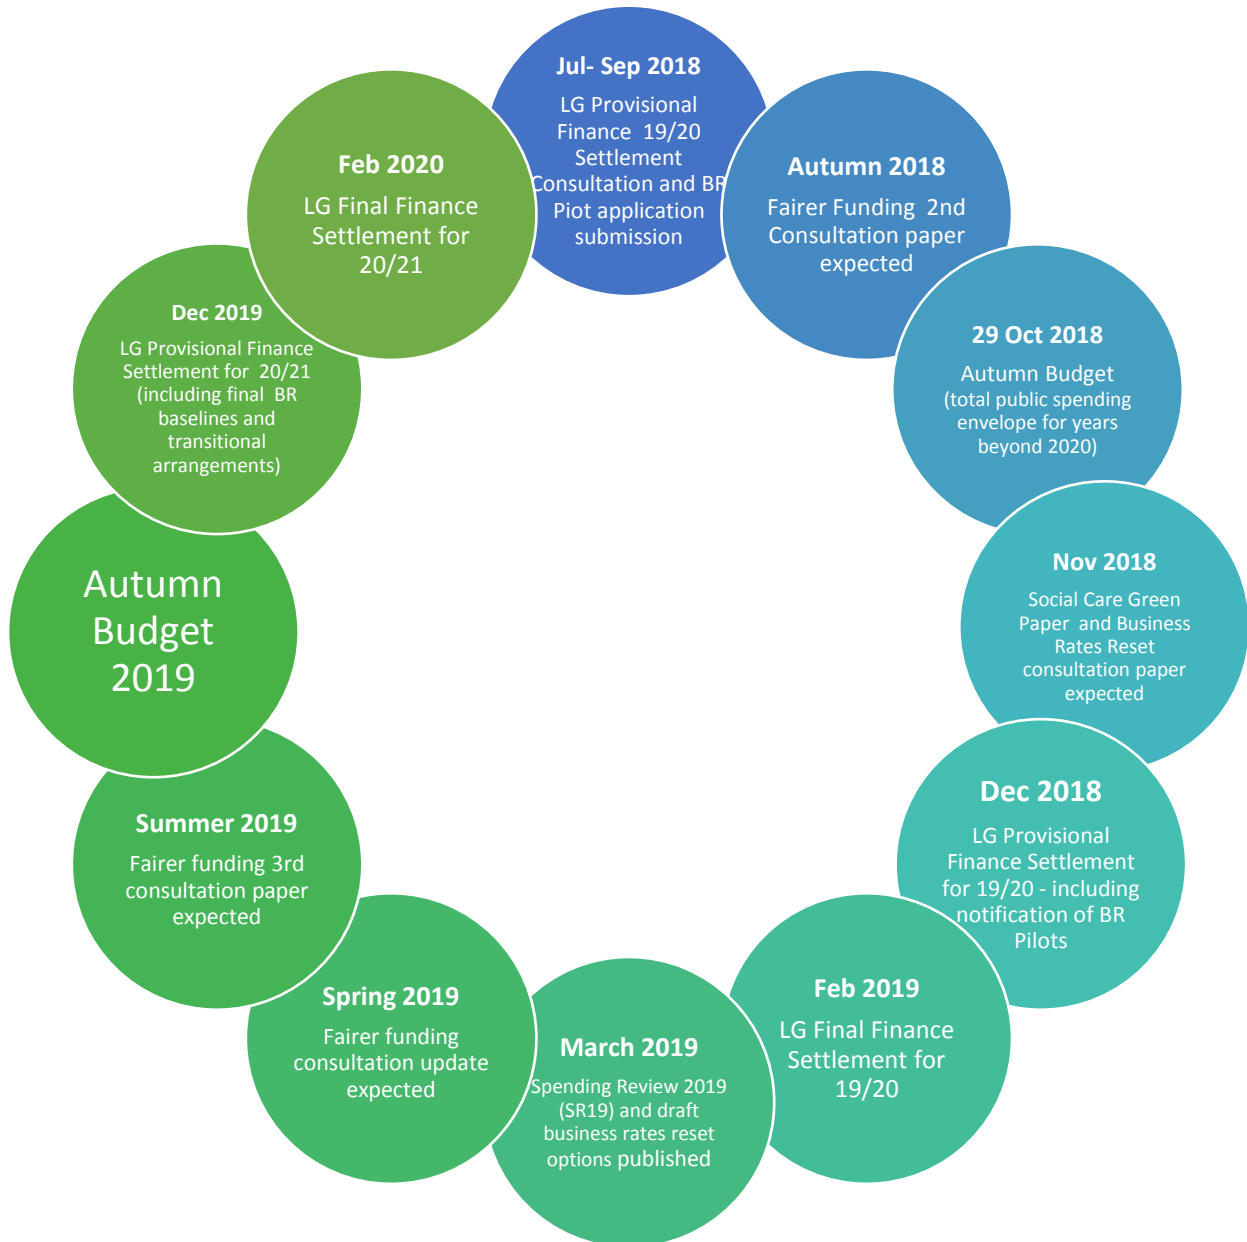 Jul- Sep 2018
LG Provisional
Finance 19/20
Settlement
Consultation and BR
Piot application
submission
Autumn 2018
Fairer Funding 2nd
Consultation paper
expected
29 Oct 2018
Autumn Budget
(total public spending
envelope for years
beyond 2020)
Nov 2018
Social Care Green
Paper and Business
Rates Reset
consultation paper
expected
Dec 2018
LG Provisional
Finance Settlement
for 19/20 - including
notification of BR
Pilots
Feb 2019
LG Final Finance
Settlement for
19/20
March 2019
Spending Review 2019
(SR19) and draft
business rates reset
options published
Spring 2019
Fairer funding
consultation update
expected
Summer 2019
Fairer funding 3rd
consultation paper
expected
Autumn
Budget
2019
Dec 2019
LG Provisional Finance
Settlement for 20/21
(including final BR
baselines and
transitional
arrangements)
Feb 2020
LG Final Finance
Settlement for
20/21